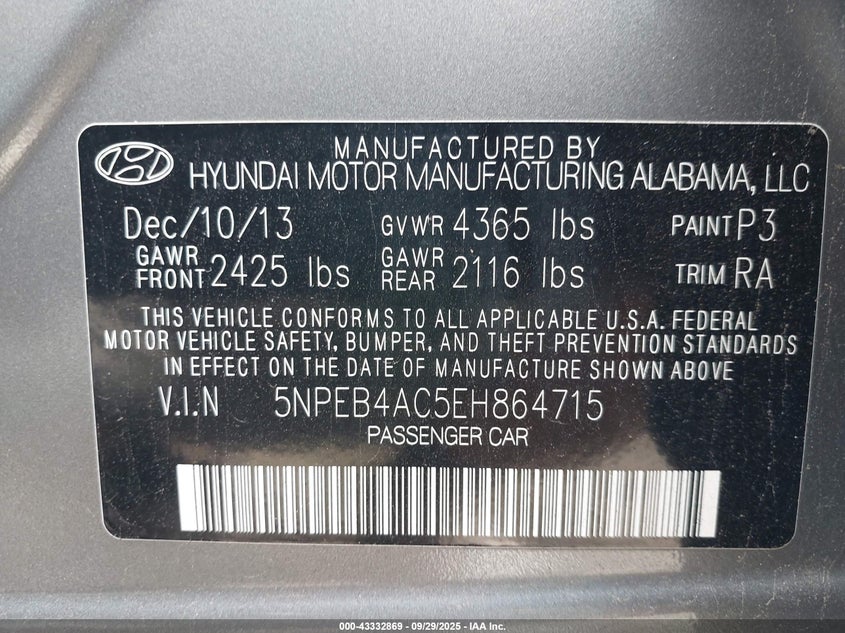 MANUFACTURED BY
HYUNDAI MOTOR MANUFACTURING ALABAMA, LLC
Dec/10/13 GVWR 4365 lbs PAINT P3
GAWR FRONT 2425 lbs GAWR REAR 2116 lbs TRIM RA
THIS VEHICLE CONFORMS TO ALL APPLICABLE U.S.A. FEDERAL
MOTOR VEHICLE SAFETY, BUMPER, AND THEFT PREVENTION STANDARDS
IN EFFECT ON THE DATE OF MANUFACTURE SHOWN ABOVE.
V.I.N 5NPEB4AC5EH864715
PASSENGER CAR
000-43332869 - 09/29/2025 - IAA Inc.